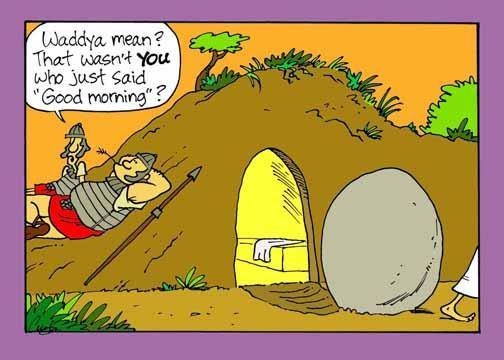 Waddya mean?
That wasn't YOU
who just said
"Good morning"?